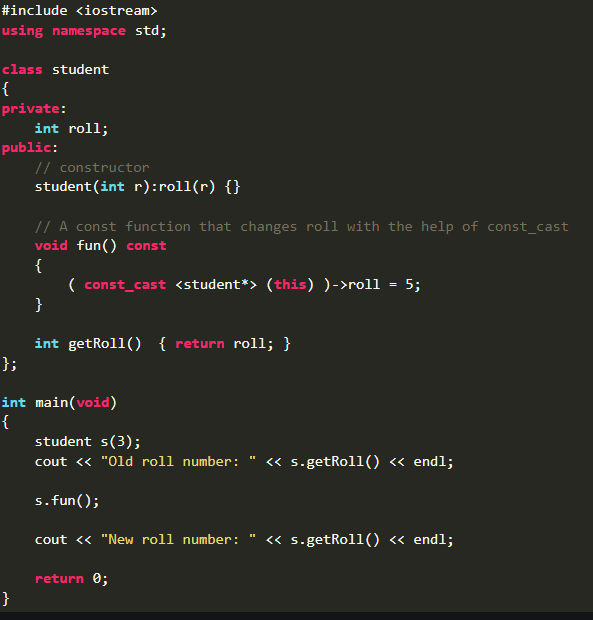 #include <iostream>
using namespace std;
class student
{
private:
    int roll;
public:
    // constructor
    student(int r):roll(r) {}
    // A const function that changes roll with the help of const_cast
    void fun() const
    {
        ( const_cast <student*> (this) )->roll = 5;
    }
    int getRoll()  { return roll; }
};
int main(void)
{
    student s(3);
    cout << "Old roll number: " << s.getRoll() << endl;
    s.fun();
    cout << "New roll number: " << s.getRoll() << endl;
    return 0;
}